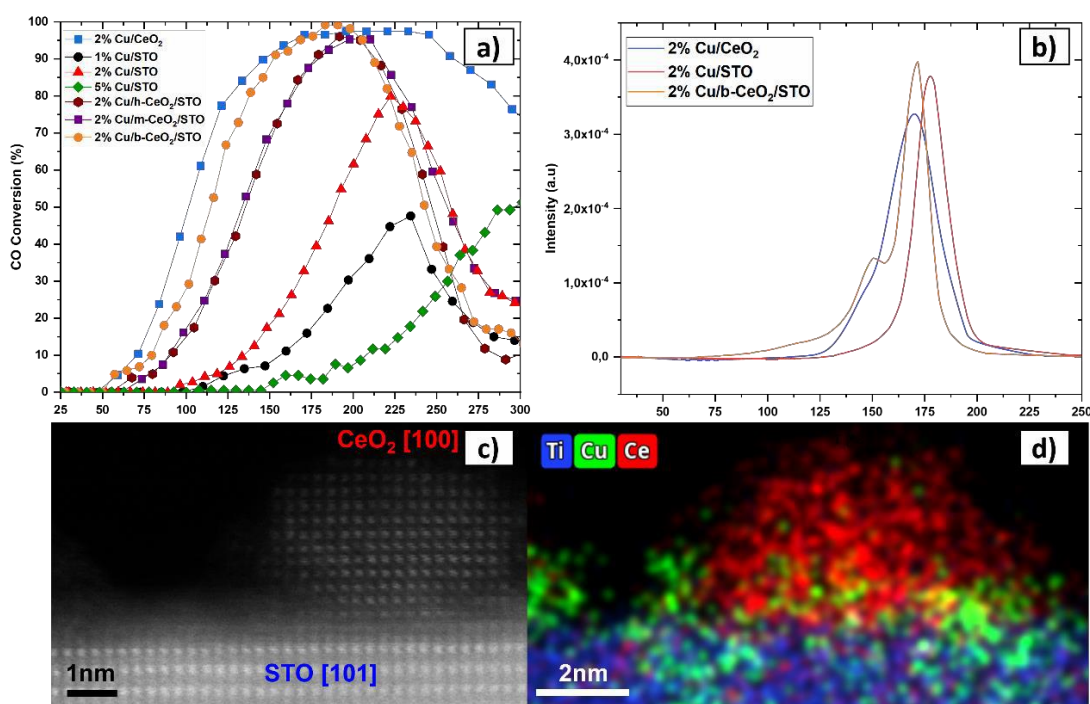 a)
2% Cu/CeO₂
1% Cu/STO
2% Cu/STO
5% Cu/STO
2% Cu/h-CeO₂/STO
2% Cu/m-CeO₂/STO
2% Cu/b-CeO₂/STO
CO Conversion (%)
100
90
80
70
60
50
40
30
20
10
0
25 50 75 100 125 150 175 200 225 250 275 300
b)
2% Cu/CeO₂
2% Cu/STO
2% Cu/b-CeO₂/STO
Intensity (a.u)
4,0x10⁻⁴
3,0x10⁻⁴
2,0x10⁻⁴
1,0x10⁻⁴
0,0
50 100 150 175 200 225 250
CeO₂ [100]
c)
1nm
STO [101]
Ti Cu Ce
d)
2nm